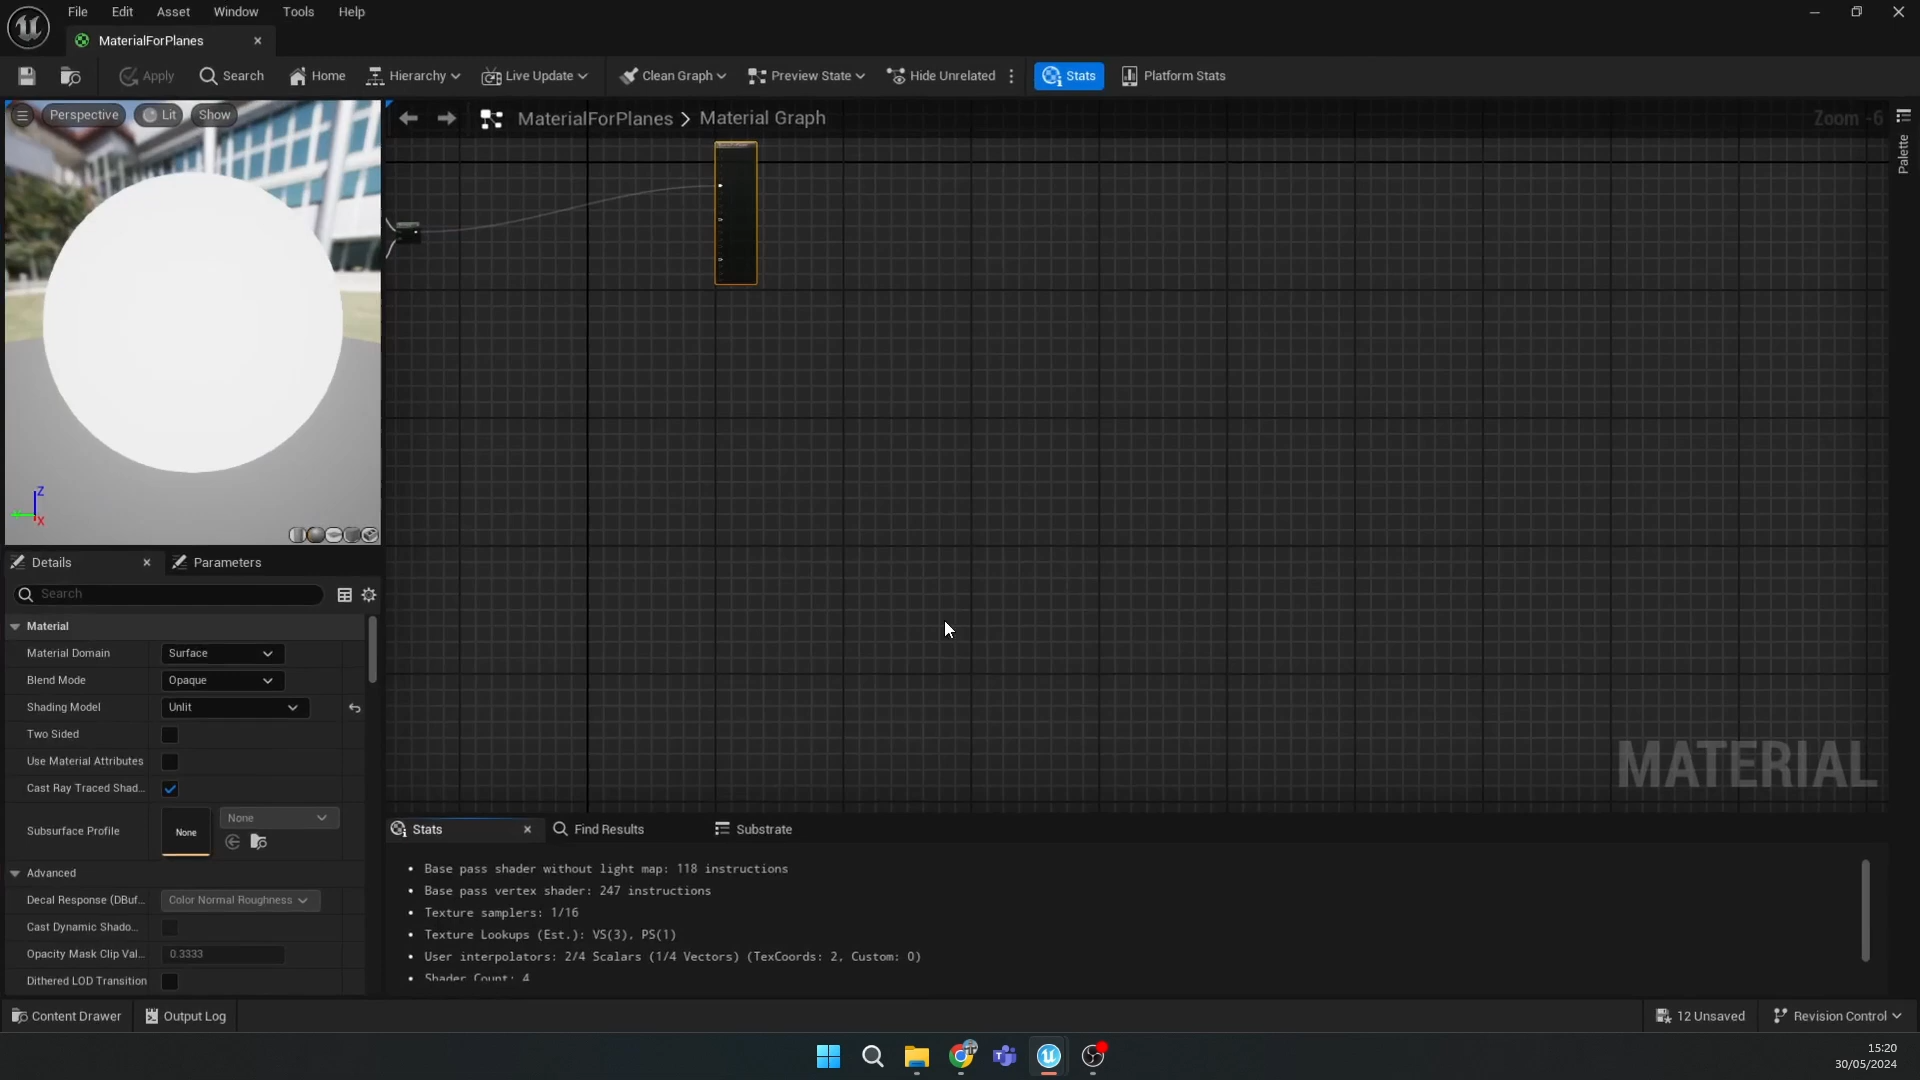 File Edit Asset Window Tools Help
MaterialForPlanes
Apply Search Home Hierarchy Live Update Clean Graph Preview State Hide Unrelated Stats Platform Stats
Perspective Lit Show
MaterialForPlanes > Material Graph
Zoom -6
Palette
Z
X
MATERIAL
Details Parameters
Search
Material
Material Domain Surface
Blend Mode Opaque
Shading Model Unlit
Two Sided
Use Material Attributes
Cast Ray Traced Shad...
Subsurface Profile None None
Advanced
Decal Response (DBuf... Color Normal Roughness
Cast Dynamic Shado...
Opacity Mask Clip Val... 0.3333
Dithered LOD Transition
Stats Find Results Substrate
• Base pass shader without light map: 118 instructions
• Base pass vertex shader: 247 instructions
• Texture samplers: 1/16
• Texture Lookups (Est.): VS(3), PS(1)
• User interpolators: 2/4 Scalars (1/4 Vectors) (TexCoords: 2, Custom: 0)
• Shader Count: 4
Content Drawer Output Log 12 Unsaved Revision Control
15:20
30/05/2024